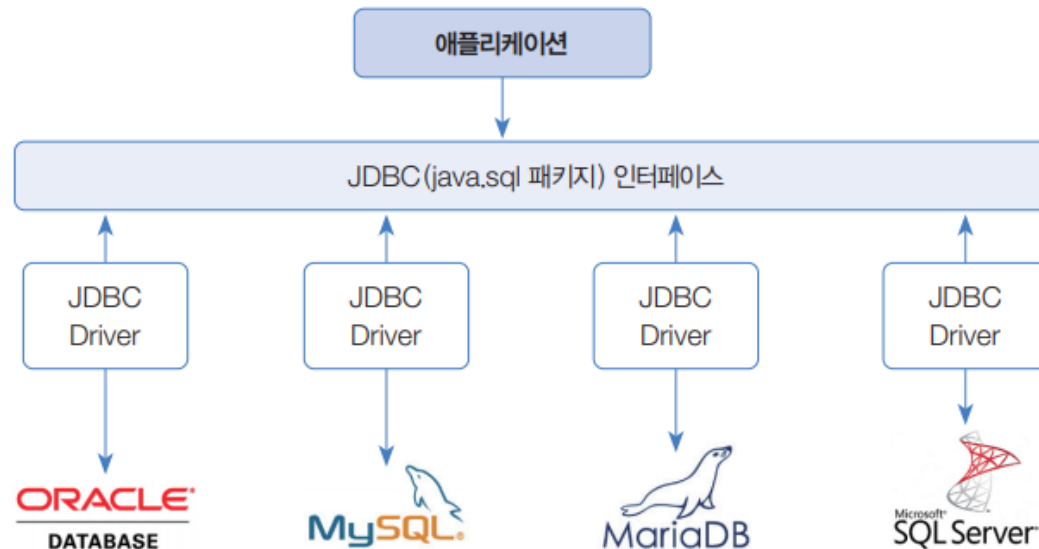 애플리케이션
JDBC(java.sql 패키지) 인터페이스
JDBC
Driver
JDBC
Driver
JDBC
Driver
JDBC
Driver
ORACLE®
DATABASE
MySQL®
MariaDB
Microsoft®
SQL Server®